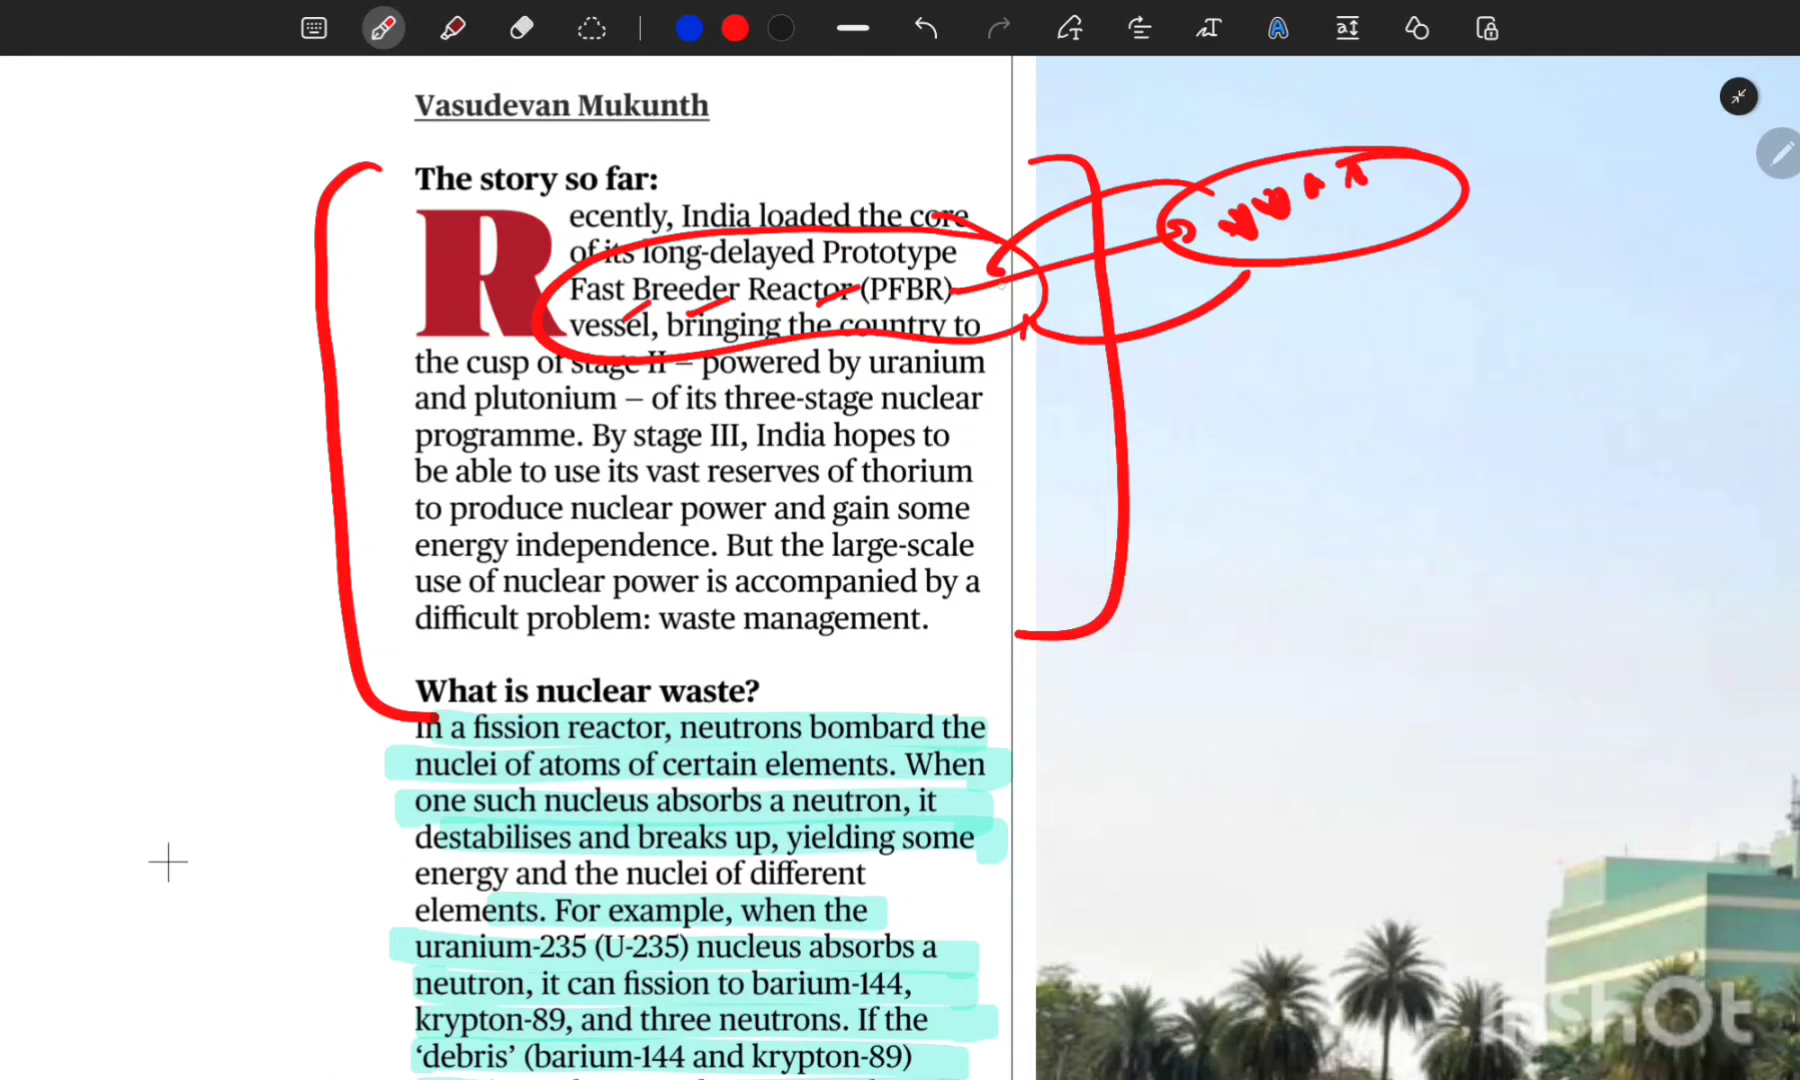 Vasudevan Mukunth
The story so far:
Recently, India loaded the core
of its long-delayed Prototype
Fast Breeder Reactor (PFBR)
vessel, bringing the country to
the cusp of stage II – powered by uranium
and plutonium – of its three-stage nuclear
programme. By stage III, India hopes to
be able to use its vast reserves of thorium
to produce nuclear power and gain some
energy independence. But the large-scale
use of nuclear power is accompanied by a
difficult problem: waste management.
What is nuclear waste?
In a fission reactor, neutrons bombard the
nuclei of atoms of certain elements. When
one such nucleus absorbs a neutron, it
destabilises and breaks up, yielding some
energy and the nuclei of different
elements. For example, when the
uranium-235 (U-235) nucleus absorbs a
neutron, it can fission to barium-144,
krypton-89, and three neutrons. If the
‘debris’ (barium-144 and krypton-89)
InShOt